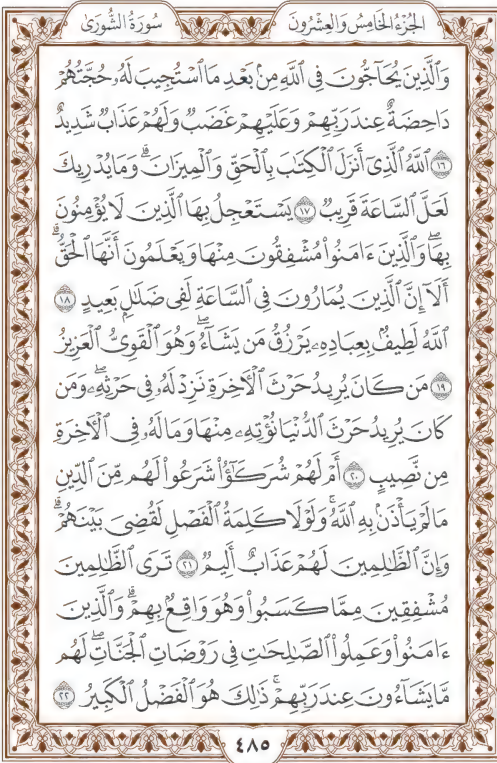 الجُزْءُ الخَامِسُ وَالعِشْرُونَ
سُورَةُ الشُّورَىٰ
وَٱلَّذِينَ يُحَآجُّونَ فِى ٱللَّهِ مِنۢ بَعْدِ مَا ٱسْتُجِيبَ لَهُۥ حُجَّتُهُمْ
دَاحِضَةٌ عِندَ رَبِّهِمْ وَعَلَيْهِمْ غَضَبٌ وَلَهُمْ عَذَابٌ شَدِيدٌ
١٦ ٱللَّهُ ٱلَّذِىٓ أَنزَلَ ٱلْكِتَٰبَ بِٱلْحَقِّ وَٱلْمِيزَانَ ۗ وَمَا يُدْرِيكَ
لَعَلَّ ٱلسَّاعَةَ قَرِيبٌ ١٧ يَسْتَعْجِلُ بِهَا ٱلَّذِينَ لَا يُؤْمِنُونَ
بِهَا ۖ وَٱلَّذِينَ ءَامَنُوا۟ مُشْفِقُونَ مِنْهَا وَيَعْلَمُونَ أَنَّهَا ٱلْحَقُّ ۗ
أَلَآ إِنَّ ٱلَّذِينَ يُمَارُونَ فِى ٱلسَّاعَةِ لَفِى ضَلَٰلٍۭ بَعِيدٍ ١٨
ٱللَّهُ لَطِيفٌۢ بِعِبَادِهِۦ يَرْزُقُ مَن يَشَآءُ ۖ وَهُوَ ٱلْقَوِىُّ ٱلْعَزِيزُ
١٩ مَن كَانَ يُرِيدُ حَرْثَ ٱلْءَاخِرَةِ نَزِدْ لَهُۥ فِى حَرْثِهِۦ ۖ وَمَن
كَانَ يُرِيدُ حَرْثَ ٱلدُّنْيَا نُؤْتِهِۦ مِنْهَا وَمَا لَهُۥ فِى ٱلْءَاخِرَةِ
مِن نَّصِيبٍ ٢٠ أَمْ لَهُمْ شُرَكَٰٓؤُا۟ شَرَعُوا۟ لَهُم مِّنَ ٱلدِّينِ
مَا لَمْ يَأْذَنۢ بِهِ ٱللَّهُ ۚ وَلَوْلَا كَلِمَةُ ٱلْفَصْلِ لَقُضِىَ بَيْنَهُمْ ۗ
وَإِنَّ ٱلظَّٰلِمِينَ لَهُمْ عَذَابٌ أَلِيمٌ ٢١ تَرَى ٱلظَّٰلِمِينَ
مُشْفِقِينَ مِمَّا كَسَبُوا۟ وَهُوَ وَاقِعٌۢ بِهِمْ ۗ وَٱلَّذِينَ
ءَامَنُوا۟ وَعَمِلُوا۟ ٱلصَّٰلِحَٰتِ فِى رَوْضَاتِ ٱلْجَنَّاتِ ۖ لَهُم
مَّا يَشَآءُونَ عِندَ رَبِّهِمْ ۚ ذَٰلِكَ هُوَ ٱلْفَضْلُ ٱلْكَبِيرُ ٢٢
٤٨٥